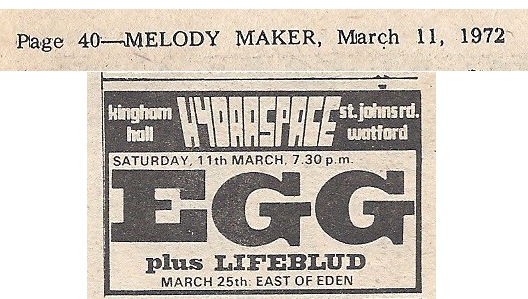 Page 40—MELODY MAKER, March 11, 1972
kingham hall
HYDRASPACE
st. johns rd. watford
SATURDAY, 11th MARCH, 7.30 p.m.
EGG
plus LIFEBLUD
MARCH 25th: EAST OF EDEN